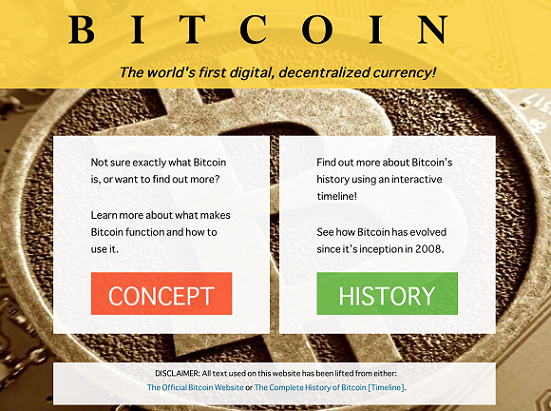 BITCOIN
The world's first digital, decentralized currency!
Not sure exactly what Bitcoin
is, or want to find out more?
Learn more about what makes
Bitcoin function and how to
use it.
CONCEPT
Find out more about Bitcoin's
history using an interactive
timeline!
See how Bitcoin has evolved
since it's inception in 2008.
HISTORY
DISCLAIMER: All text used on this website has been lifted from either:
The Official Bitcoin Website or The Complete History of Bitcoin [Timeline].